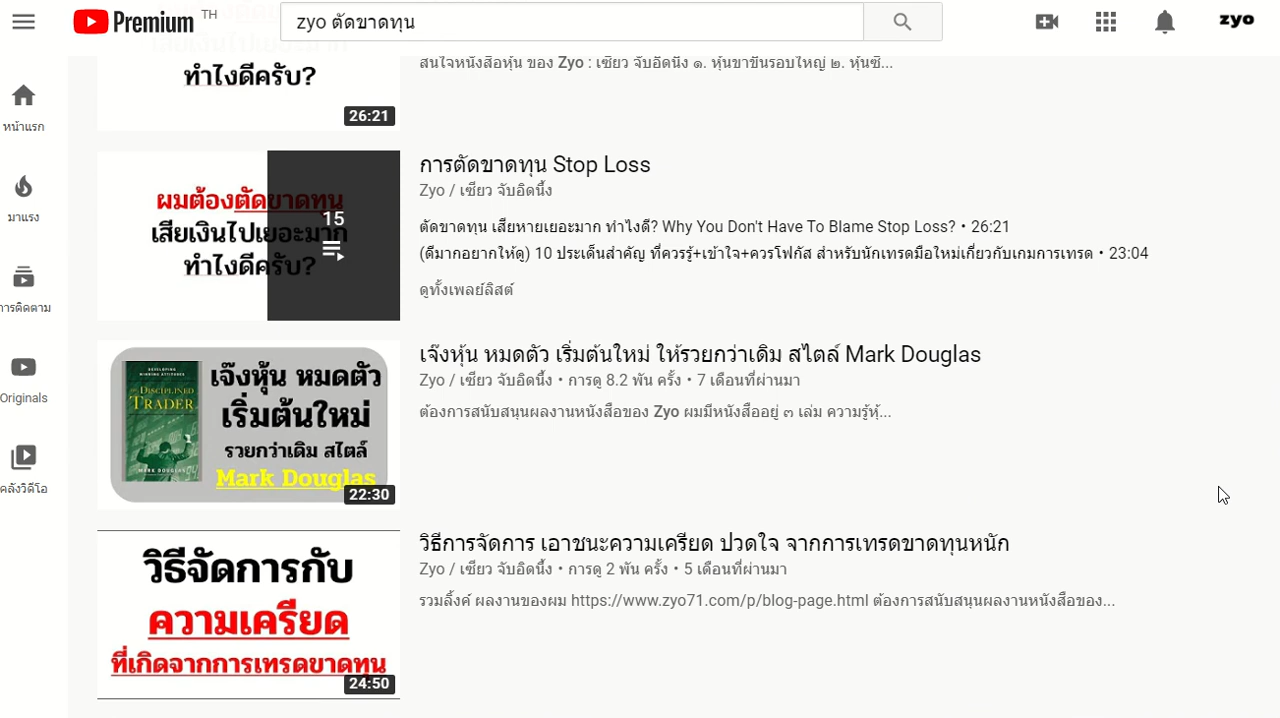 Premium TH
zyo ตัดขาดทุน
zyo
หน้าแรก
มาแรง
การติดตาม
Originals
คลังวิดีโอ
ทำไงดีครับ?
26:21
สนใจหนังสือหุ้น ของ Zyo : เซียว จับอิดนึ้ง ๑. หุ้นขาขึ้นรอบใหญ่ ๒. หุ้นซิ...
ผมต้องตัดขาดทุน
เสียเงินไปเยอะมาก
ทำไงดีครับ?
15
การตัดขาดทุน Stop Loss
Zyo / เซียว จับอิดนึ้ง
ตัดขาดทุน เสียหายเยอะมาก ทำไงดี? Why You Don't Have To Blame Stop Loss? • 26:21
(ดีมากอยากให้ดู) 10 ประเด็นสำคัญ ที่ควรรู้+เข้าใจ+ควรโฟกัส สำหรับนักเทรดมือใหม่เกี่ยวกับเกมการเทรด • 23:04
ดูทั้งเพลย์ลิสต์
DEVELOPING
WINNING ATTITUDES
THE DISCIPLINED
TRADER
MARK DOUGLAS
เจ๊งหุ้น หมดตัว
เริ่มต้นใหม่
รวยกว่าเดิม สไตล์
Mark Douglas
22:30
เจ๊งหุ้น หมดตัว เริ่มต้นใหม่ ให้รวยกว่าเดิม สไตล์ Mark Douglas
Zyo / เซียว จับอิดนึ้ง • การดู 8.2 พัน ครั้ง • 7 เดือนที่ผ่านมา
ต้องการสนับสนุนผลงานหนังสือของ Zyo ผมมีหนังสืออยู่ ๓ เล่ม ความรู้หุ้...
วิธีจัดการกับ
ความเครียด
ที่เกิดจากการเทรดขาดทุน
24:50
วิธีการจัดการ เอาชนะความเครียด ปวดใจ จากการเทรดขาดทุนหนัก
Zyo / เซียว จับอิดนึ้ง • การดู 2 พัน ครั้ง • 5 เดือนที่ผ่านมา
รวมลิ้งค์ ผลงานของผม https://www.zyo71.com/p/blog-page.html ต้องการสนับสนุนผลงานหนังสือของ...